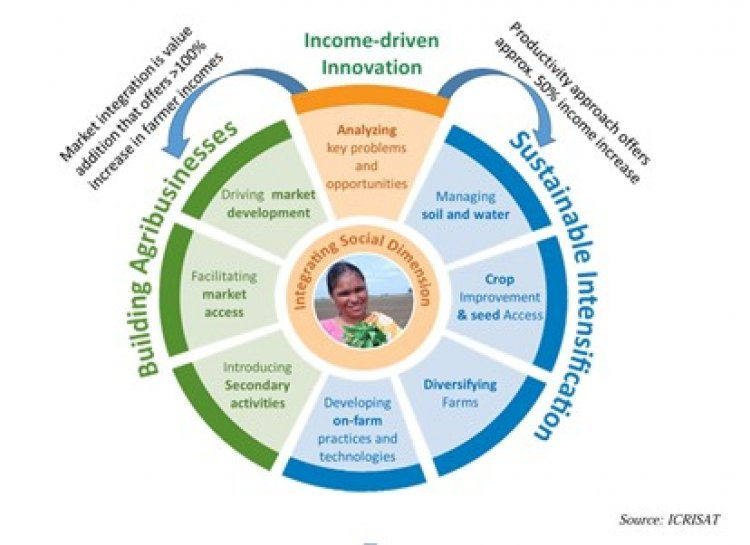 Income-driven
Innovation
Market integration is value
addition that offers >100%
increase in farmer incomes
Productivity approach offers
approx. 50% income increase
Building Agribusinesses
Sustainable Intensification
Analyzing
key problems
and
opportunities
Driving market
development
Managing
soil and water
Integrating Social Dimension
Facilitating
market
access
Crop
Improvement
& seed Access
Introducing
Secondary
activities
Diversifying
Farms
Developing
on-farm
practices and
technologies
Source: ICRISAT